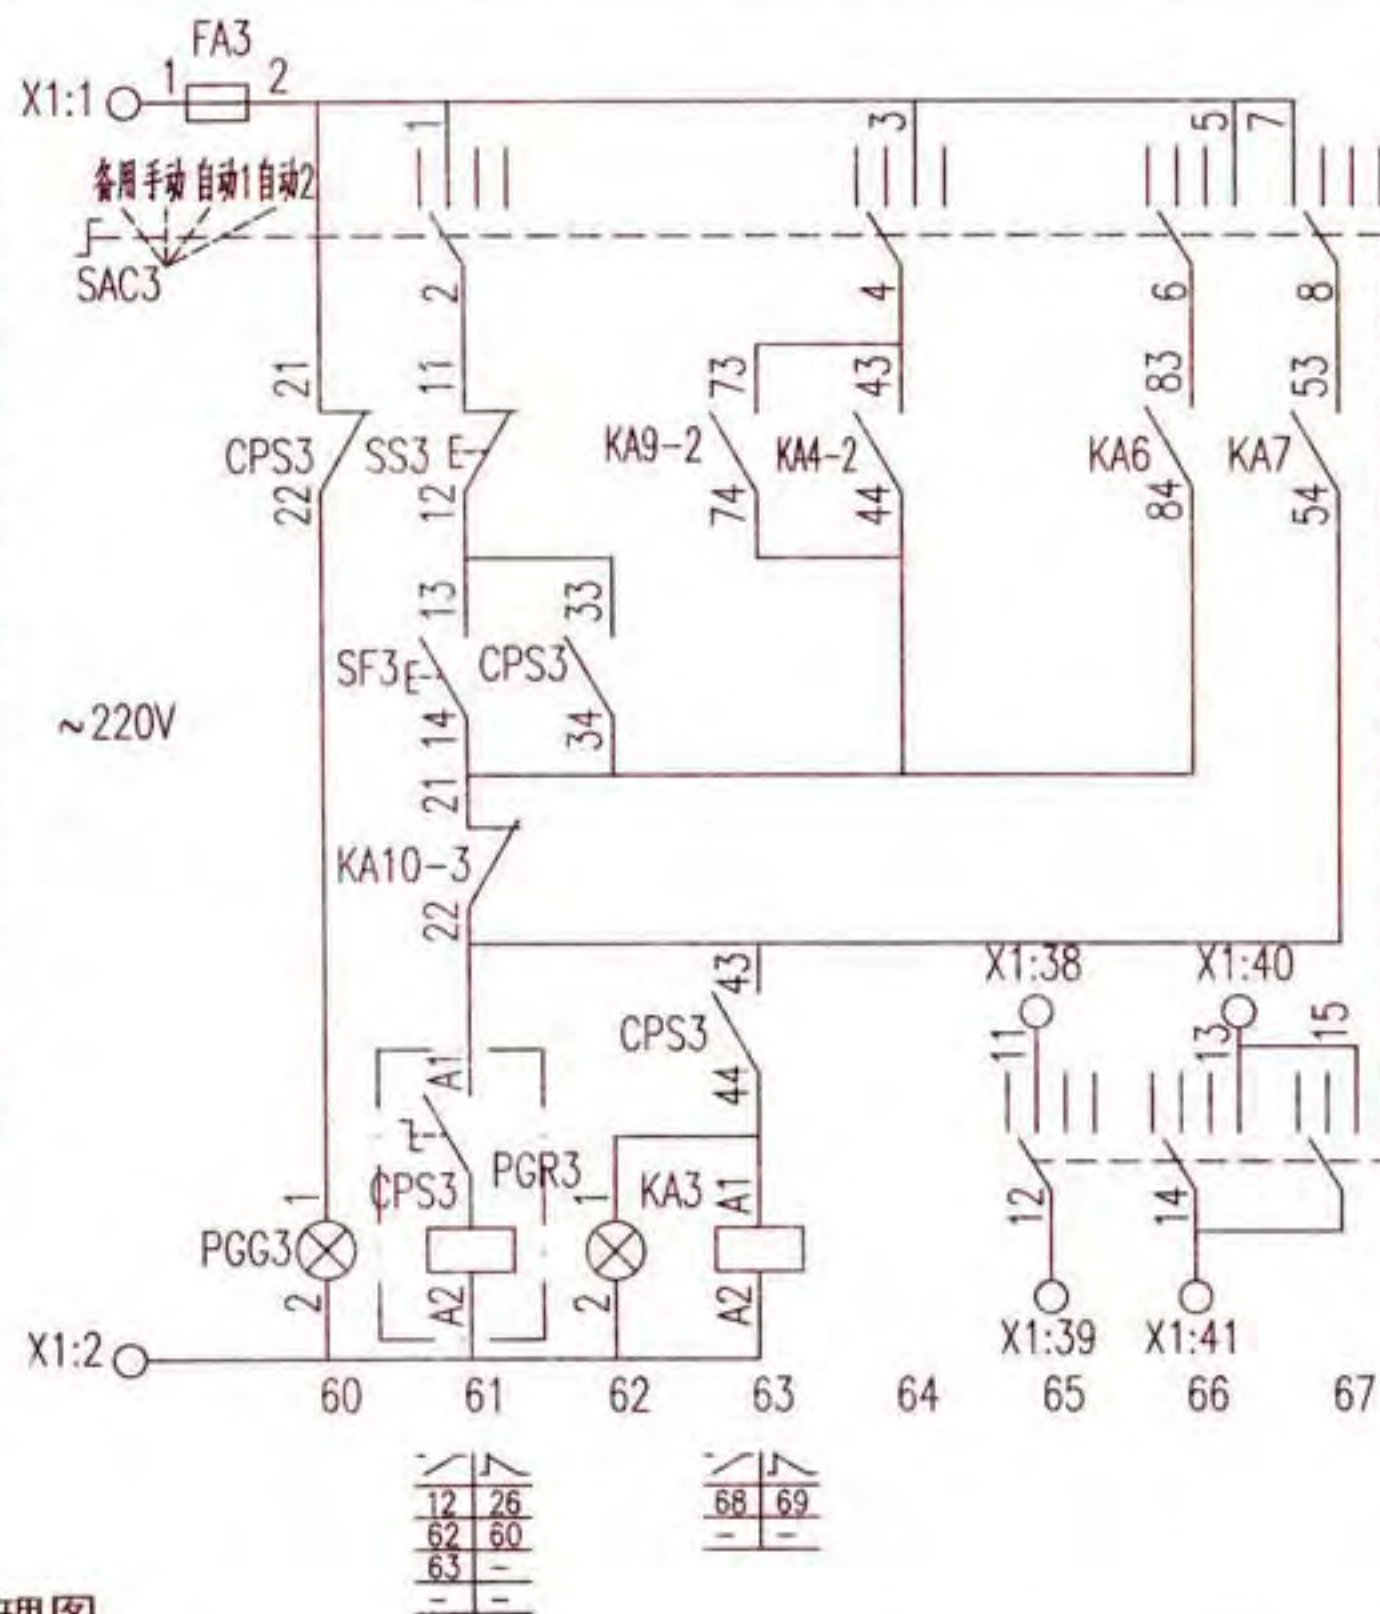 FA3
X1:1 1 2
1 3 5 7
备用 手动 自动1 自动2
SAC3
2 4 6 8
21 11 73 43 83 53
CPS3 SS3 KA9-2 KA4-2 KA6 KA7
22 12 74 44 84 54
13 33
SF3 CPS3
~220V
14 34
21
KA10-3
22
X1:38 X1:40
43
11 13 15
CPS3
A1 44
CPS3 PGR3 KA3 A1
12 14
1 1
PGG3
2 A2 2 A2
X1:39 X1:41
X1:2
60 61 62 63 64 65 66 67
12 26 68 69
62 60 - -
63 -
- -
理图